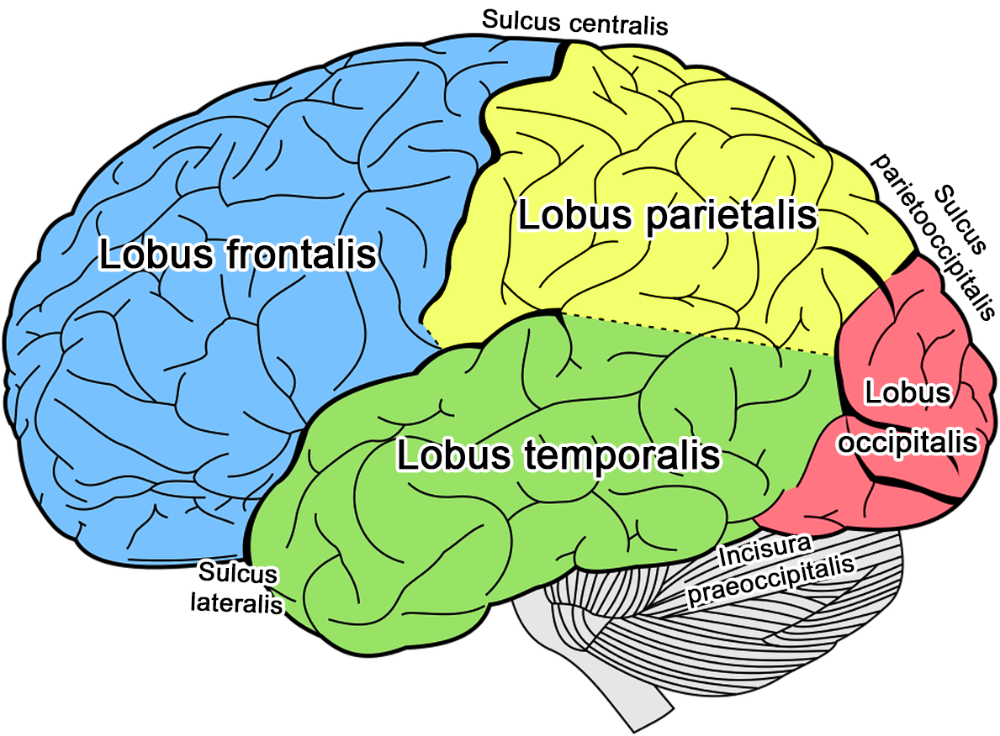 Sulcus centralis
Sulcus
parietooccipitalis
Lobus parietalis
Lobus frontalis
Lobus
occipitalis
Lobus temporalis
Incisura
praeoccipitalis
Sulcus
lateralis